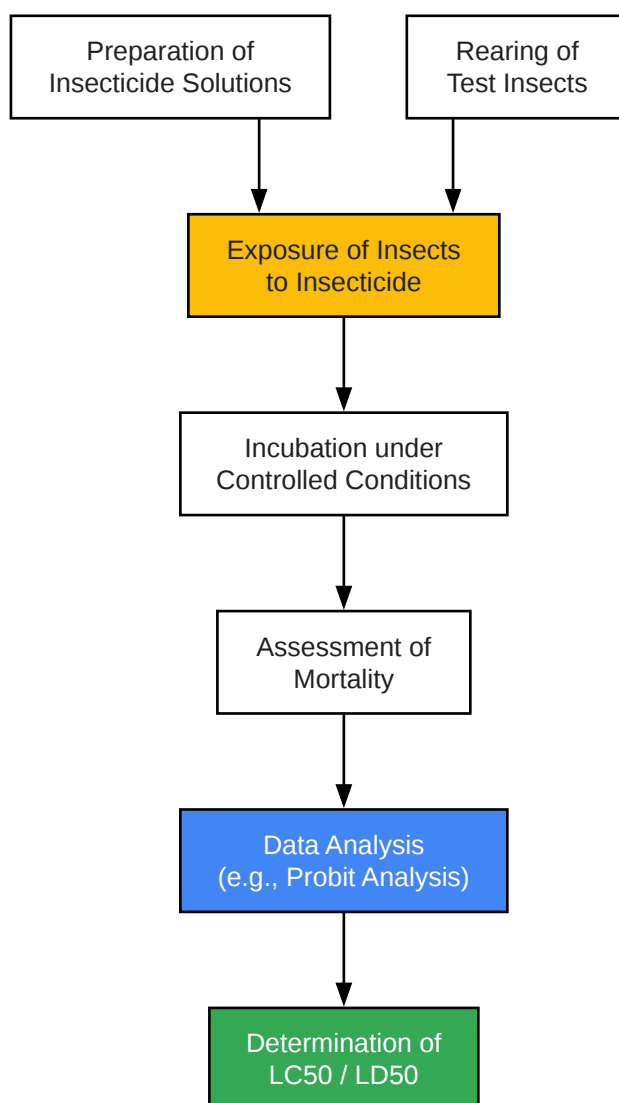 Preparation of
Insecticide Solutions
Rearing of
Test Insects
Exposure of Insects
to Insecticide
Incubation under
Controlled Conditions
Assessment of
Mortality
Data Analysis
(e.g., Probit Analysis)
Determination of
LC50 / LD50